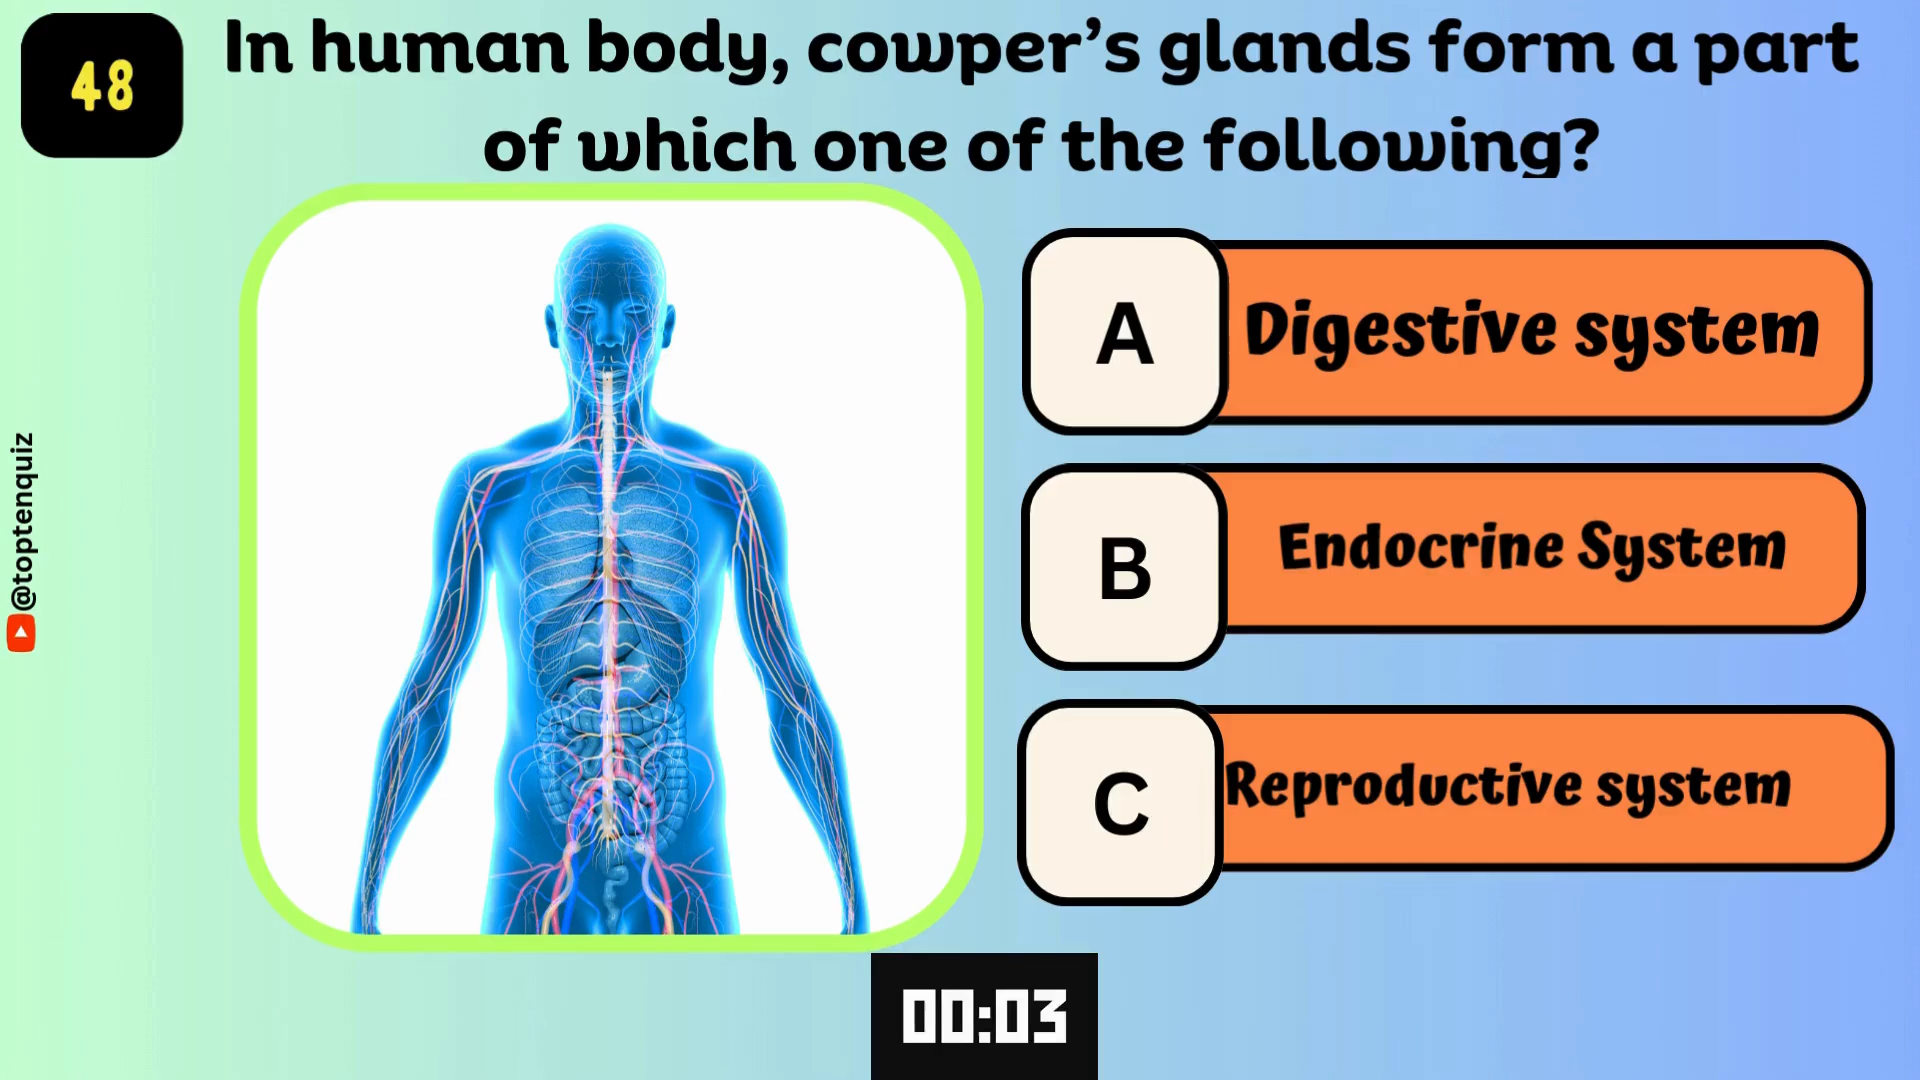 48
In human body, cowper’s glands form a part
of which one of the following?
A
Digestive system
B
Endocrine System
C
Reproductive system
@toptenquiz
00:03